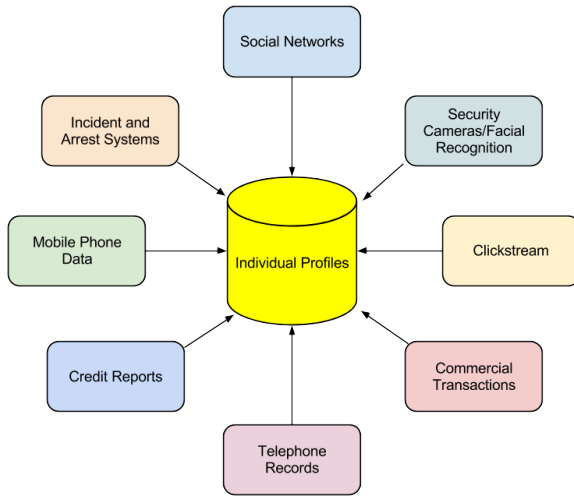 Social Networks
Incident and
Arrest Systems
Security
Cameras/Facial
Recognition
Mobile Phone
Data
Individual Profiles
Clickstream
Credit Reports
Commercial
Transactions
Telephone
Records